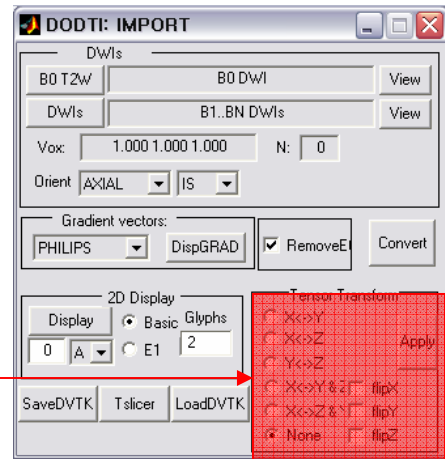 DODTI: IMPORT
DWIs
B0 T2W B0 DWI View
DWIs B1..BN DWIs View
Vox: 1.000 1.000 1.000 N: 0
Orient AXIAL IS
Gradient vectors:
PHILIPS DispGRAD RemoveE Convert
2D Display Tensor Transform
Display Basic Glyphs X<->Y
0 A E1 2 X<->Z Apply
Y<->Z
SaveDVTK Tslicer LoadDVTK X<->Y & Z flipX
X<->Z & Y flipY
None flipZ